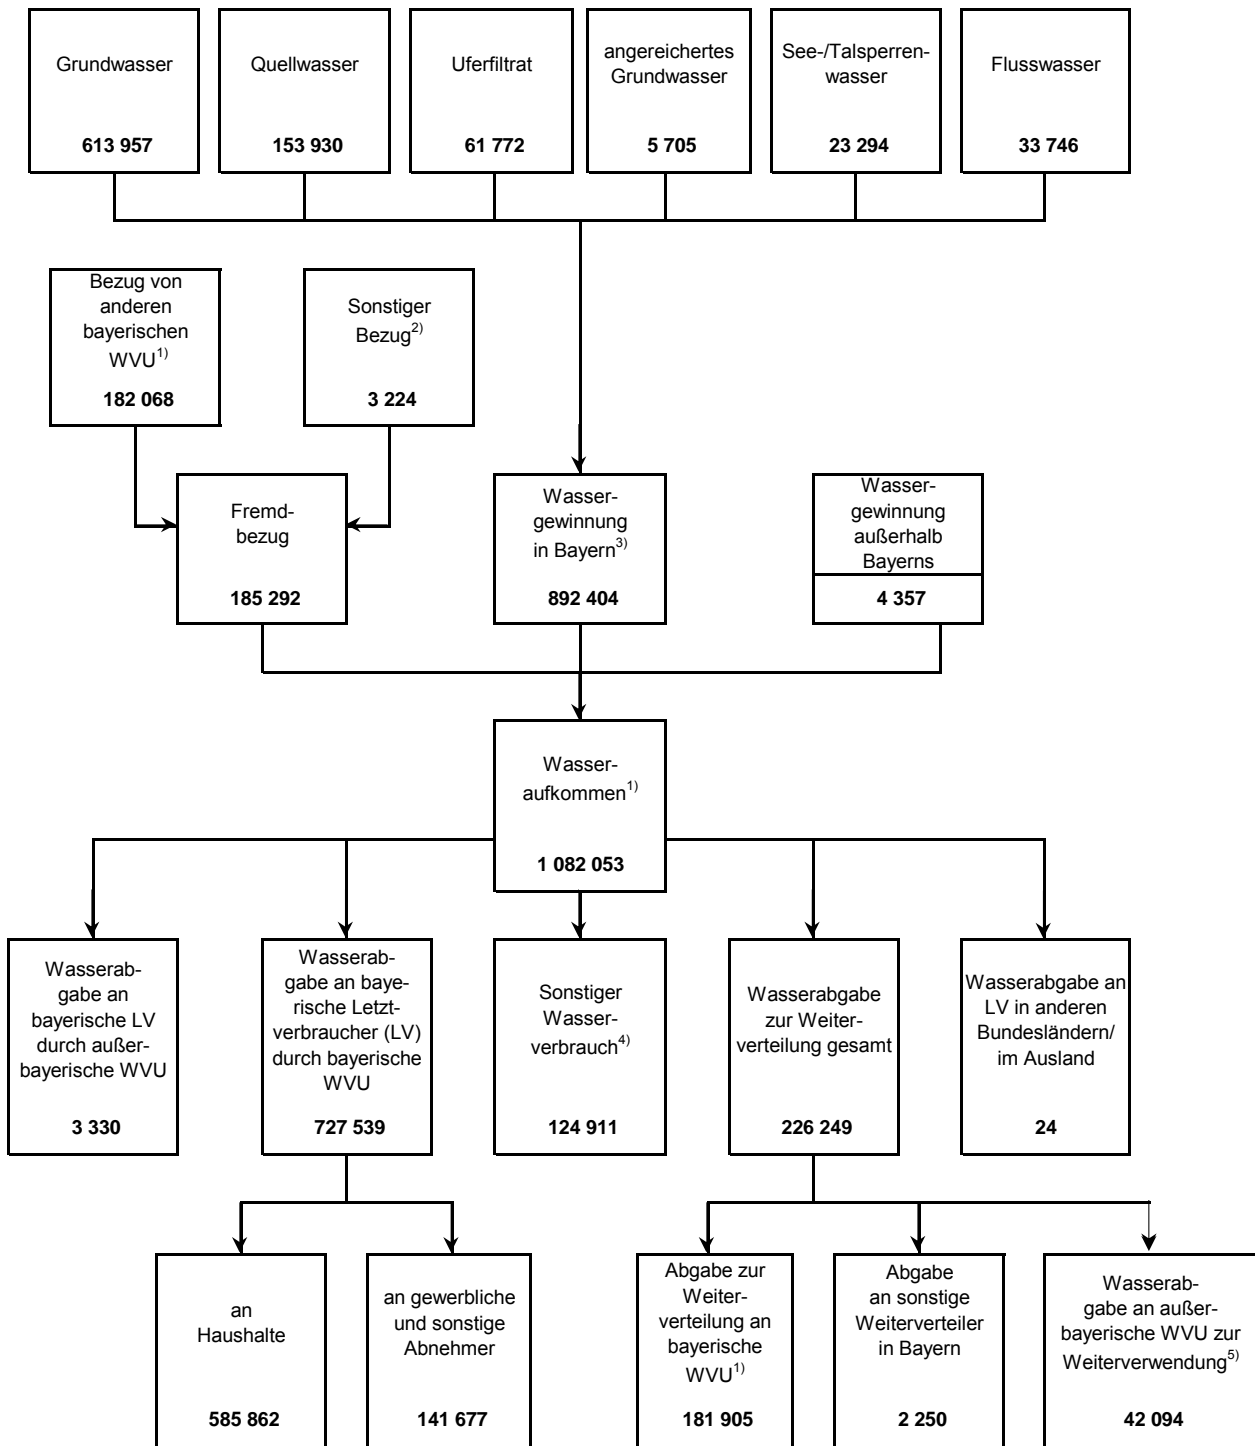 Grundwasser
613 957
Quellwasser
153 930
Uferfiltrat
61 772
angereichertes
Grundwasser
5 705
See-/Talsperren-
wasser
23 294
Flusswasser
33 746
Bezug von
anderen
bayerischen
WVU1)
182 068
Sonstiger
Bezug2)
3 224
Fremd-
bezug
185 292
Wasser-
gewinnung
in Bayern3)
892 404
Wasser-
gewinnung
außerhalb
Bayerns
4 357
Wasser-
aufkommen1)
1 082 053
Wasserab-
gabe an
bayerische LV
durch außer-
bayerische WVU
3 330
Wasserab-
gabe an baye-
rische Letzt-
verbraucher (LV)
durch bayerische
WVU
727 539
Sonstiger
Wasser-
verbrauch4)
124 911
Wasserabgabe
zur Weiter-
verteilung gesamt
226 249
Wasserabgabe an
LV in anderen
Bundesländern/
im Ausland
24
an
Haushalte
585 862
an gewerbliche
und sonstige
Abnehmer
141 677
Abgabe zur
Weiter-
verteilung an
bayerische
WVU1)
181 905
Abgabe
an sonstige
Weiterverteiler
in Bayern
2 250
Wasserab-
gabe an außer-
bayerische WVU zur
Weiterverwendung5)
42 094